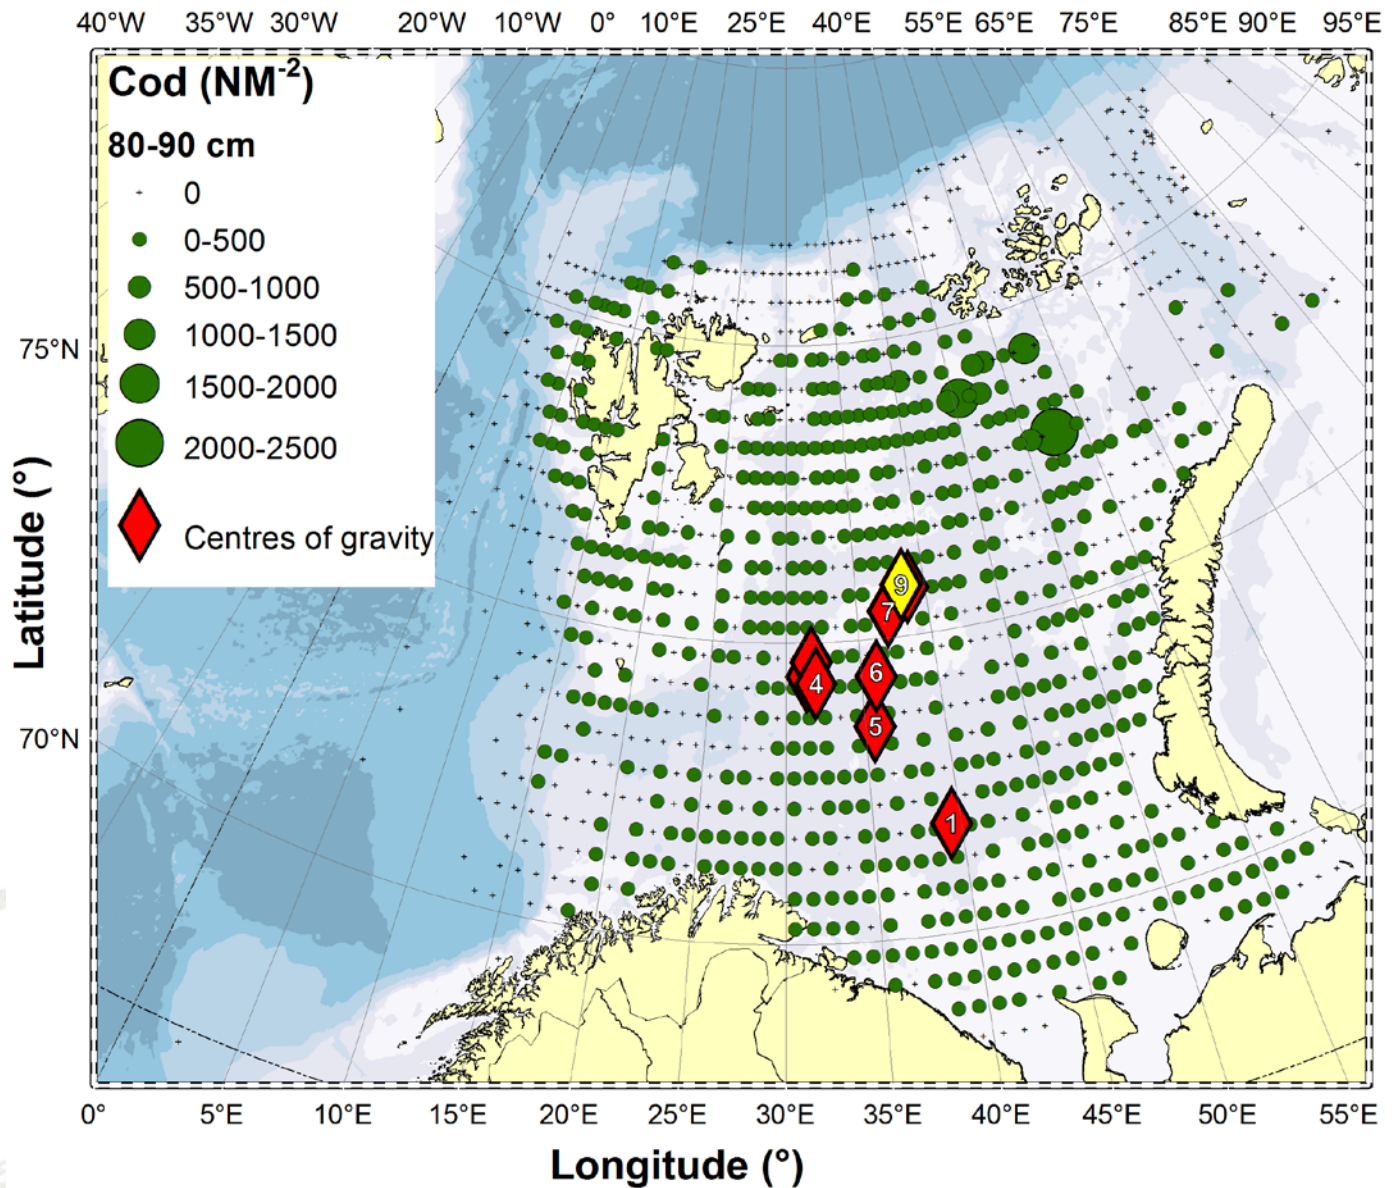 40°W 30°W 20°W 10°W 0° 10°E 25°E 40°E 55°E 65°E 75°E 85°E 90°E 95°E
Cod (NM-2)
80-90 cm
0
0-500
500-1000
1000-1500
1500-2000
2000-2500
Centres of gravity
75°N
70°N
Latitude (°)
9
7
6
4
5
1
0° 5°E 10°E 15°E 20°E 25°E 30°E 35°E 40°E 45°E 50°E 55°E
Longitude (°)